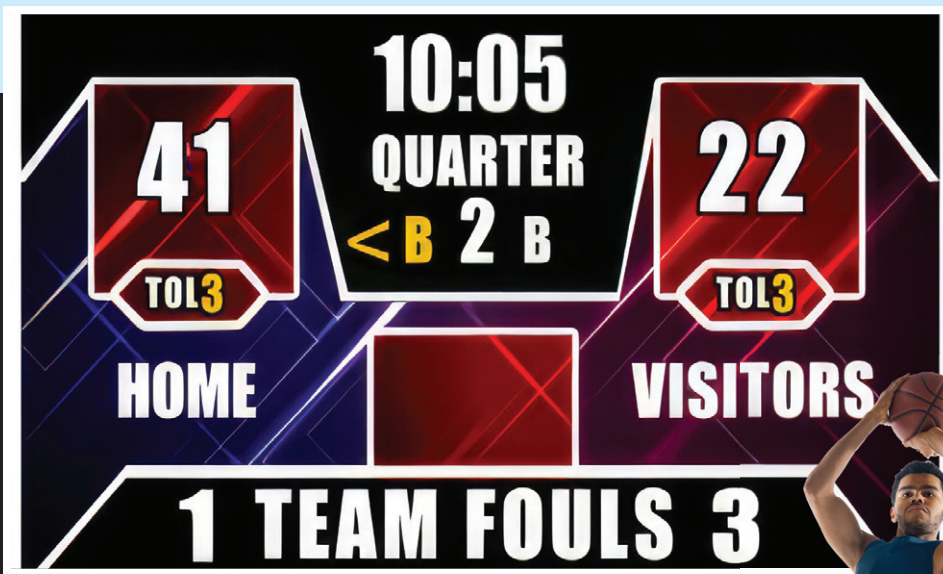 10:05
41
QUARTER
22
< B 2 B
TOL3
TOL3
HOME
VISITORS
1 TEAM FOULS 3